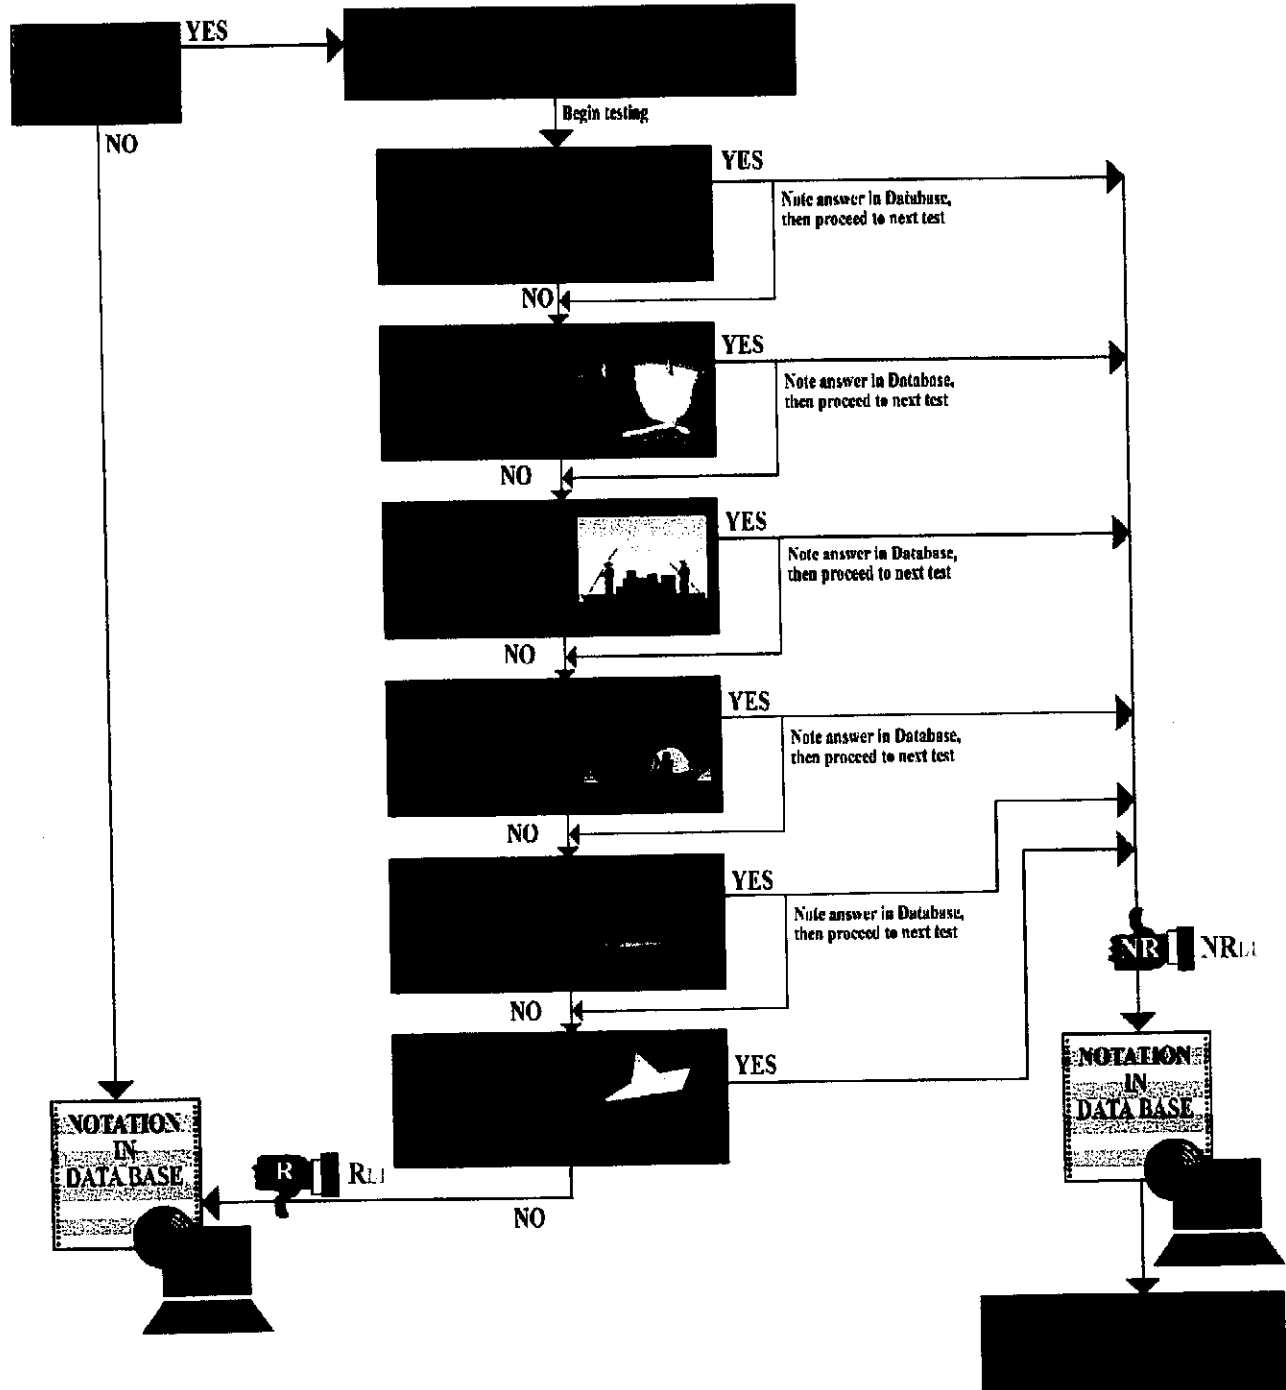 YES
NO
Begin testing
YES
Note answer in Database,
then proceed to next test
NO
YES
Note answer in Database,
then proceed to next test
NO
YES
Note answer in Database,
then proceed to next test
NO
YES
Note answer in Database,
then proceed to next test
NO
YES
Note answer in Database,
then proceed to next test
NO
YES
NR NRL1
NOTATION
IN
DATA BASE
NOTATION
IN
DATA BASE
R RL1
NO